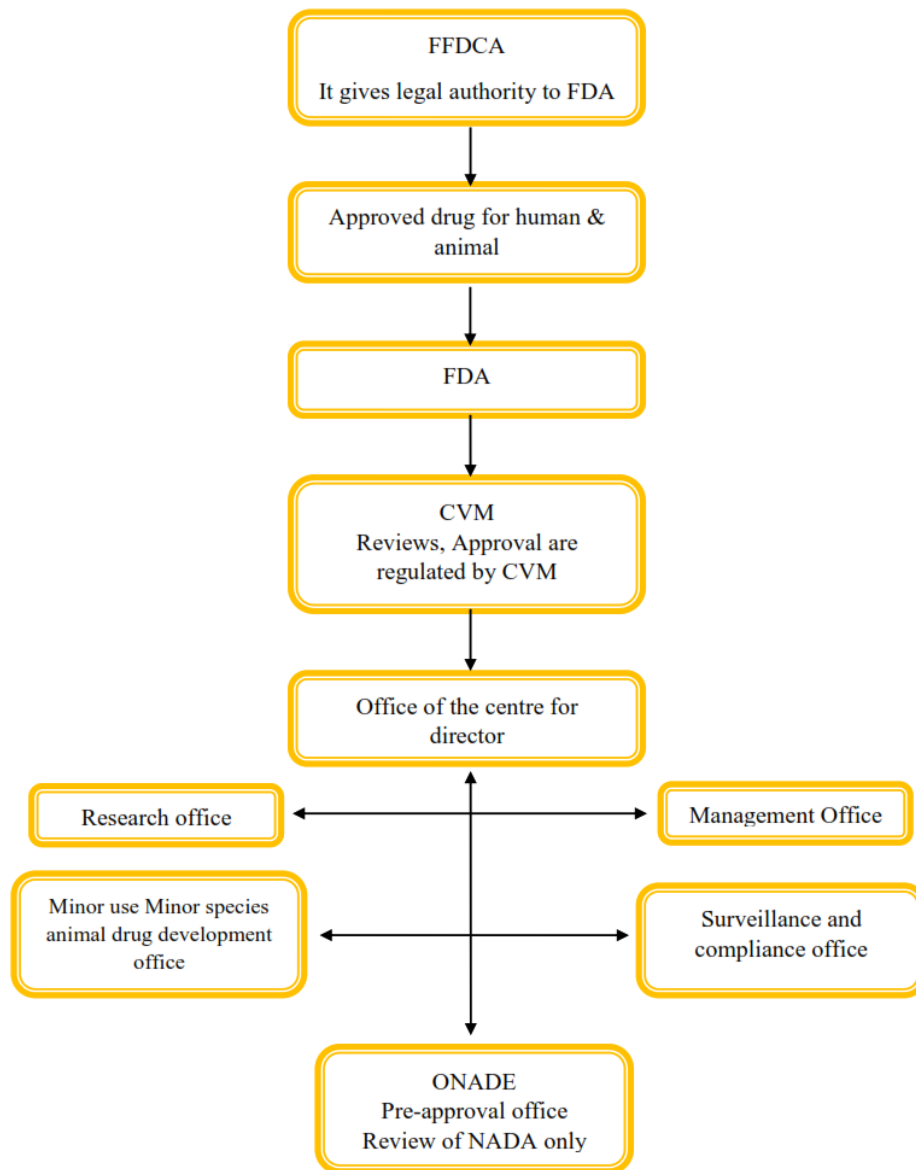 FFDCA
It gives legal authority to FDA
Approved drug for human &
animal
FDA
CVM
Reviews, Approval are
regulated by CVM
Office of the centre for
director
Research office
Management Office
Minor use Minor species
animal drug development
office
Surveillance and
compliance office
ONADE
Pre-approval office
Review of NADA only